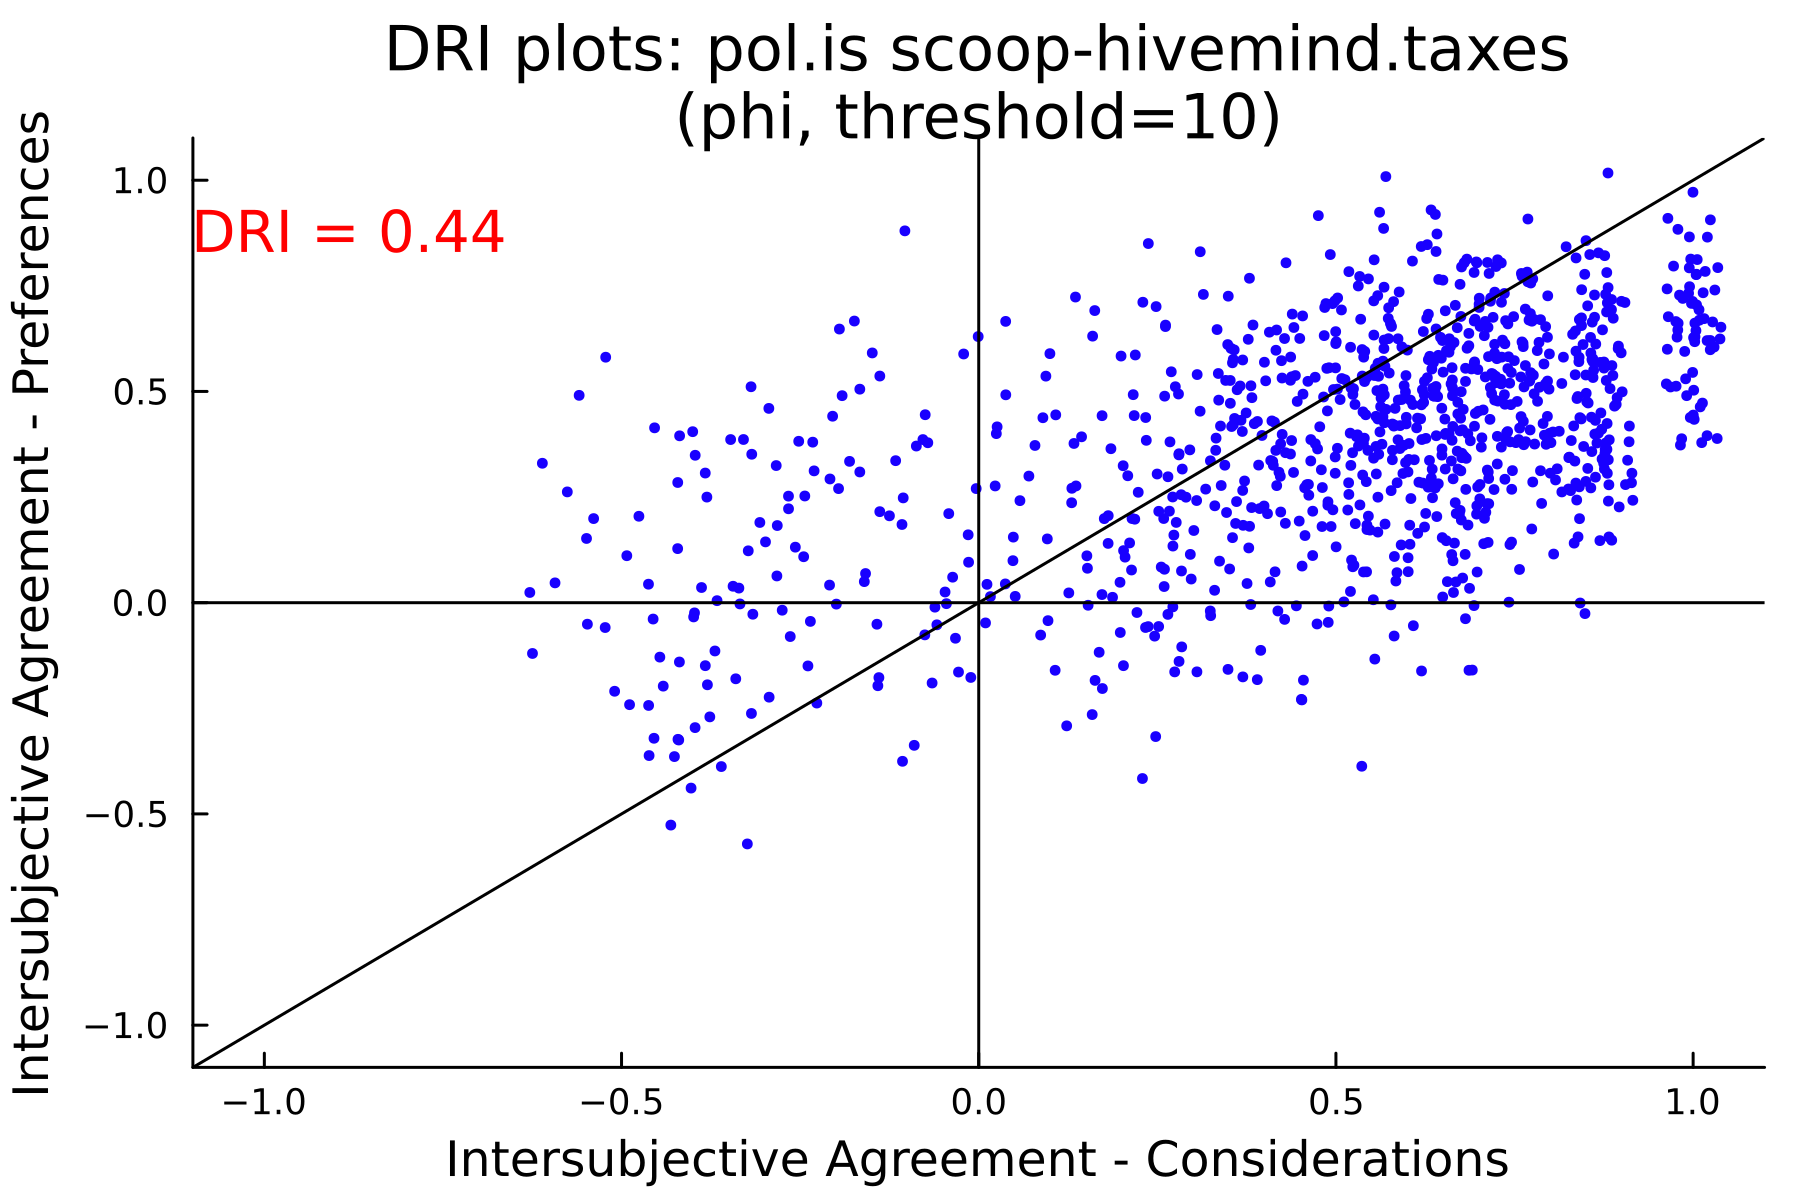 DRI plots: pol.is scoop-hivemind.taxes
(phi, threshold=10)
Intersubjective Agreement - Preferences
1.0
DRI = 0.44
0.5
0.0
−0.5
−1.0
−1.0 −0.5 0.0 0.5 1.0
Intersubjective Agreement - Considerations